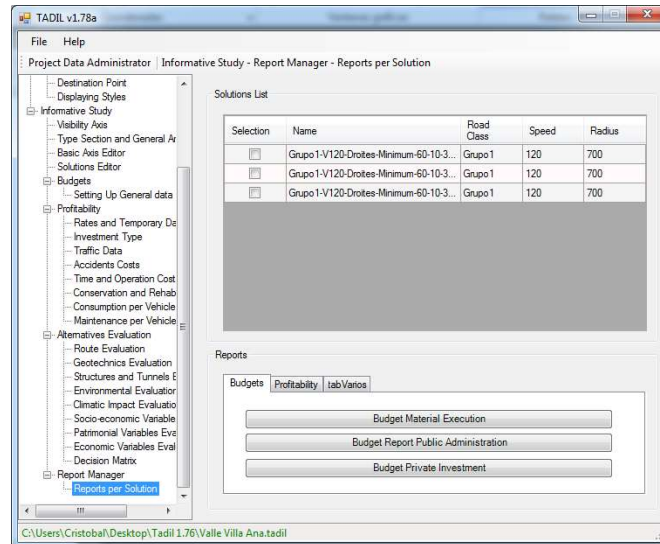 TADIL v1.78a
File Help
Project Data Administrator Informative Study - Report Manager - Reports per Solution
Destination Point
Displaying Styles
Informative Study
Visibility Axis
Type Section and General Ar
Basic Axis Editor
Solutions Editor
Budgets
Setting Up General data
Profitability
Rates and Temporary Da
Investment Type
Traffic Data
Accidents Costs
Time and Operation Cost
Conservation and Rehab
Consumption per Vehicle
Maintenance per Vehicle
Alternatives Evaluation
Route Evaluation
Geotechnics Evaluation
Structures and Tunnels E
Environmental Evaluation
Climatic Impact Evaluatio
Socio-economic Variable
Patrimonial Variables Eva
Economic Variables Eval
Decision Matrix
Report Manager
Reports per Solution
Solutions List
Selection Name Road Class Speed Radius
Grupo1-V120-Droites-Minimum-60-10-3... Grupo1 120 700
Grupo1-V120-Droites-Minimum-60-10-3... Grupo1 120 700
Grupo1-V120-Droites-Minimum-60-10-3... Grupo1 120 700
Reports
Budgets Profitability tabVarios
Budget Material Execution
Budget Report Public Administration
Budget Private Investment
C:\Users\Cristobal\Desktop\Tadil 1.76\Valle Villa Ana.tadil